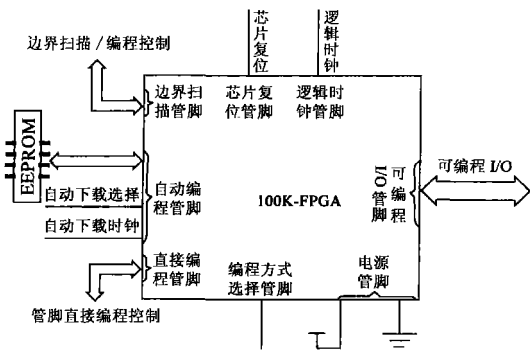 芯片复位
逻辑时钟
边界扫描/编程控制
边界扫
描管脚
芯片复
位管脚
逻辑时
钟管脚
EEPROM
自动下载选择
自动下载时钟
自动编
程管脚
100K-FPGA
可编程
I/O管脚
可编程 I/O
直接编
程管脚
编程方式
选择管脚
电源
管脚
管脚直接编程控制